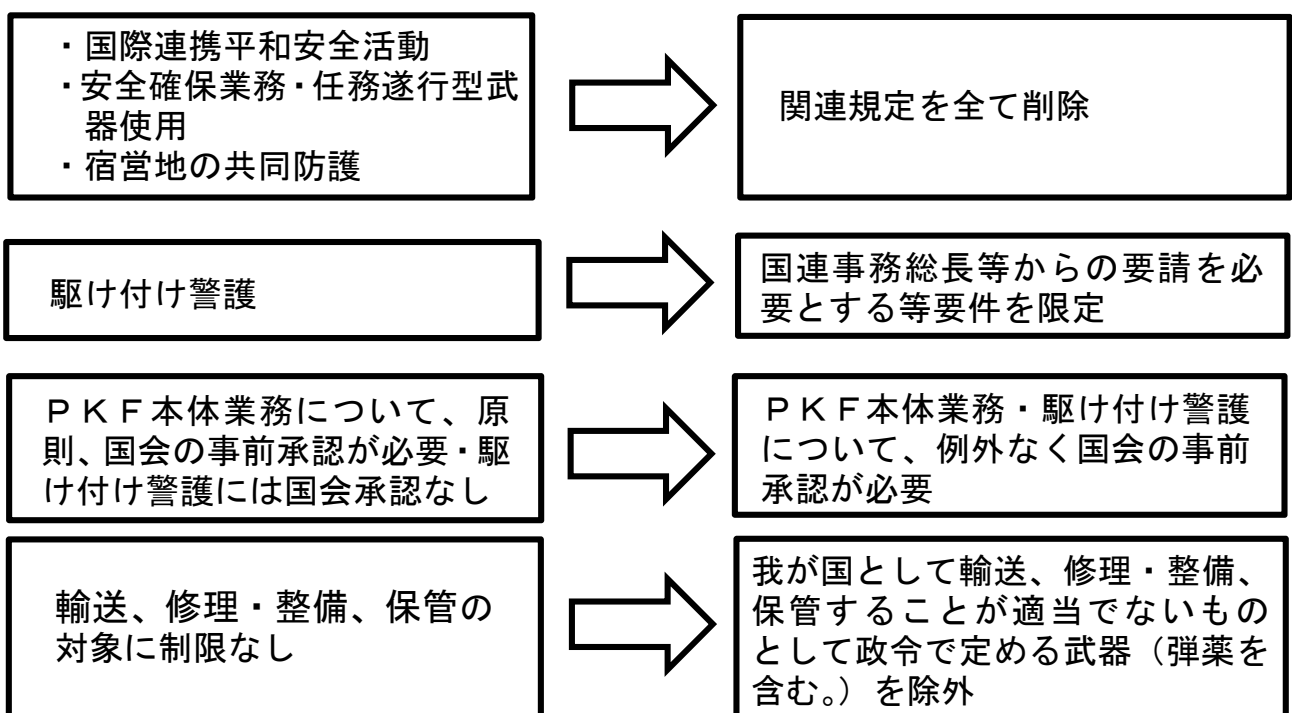 ・国際連携平和安全活動
・安全確保業務・任務遂行型武
器使用
・宿営地の共同防護
関連規定を全て削除
駆け付け警護
国連事務総長等からの要請を必
要とする等要件を限定
ＰＫＦ本体業務について、原
則、国会の事前承認が必要・駆
け付け警護には国会承認なし
ＰＫＦ本体業務・駆け付け警護
について、例外なく国会の事前
承認が必要
輸送、修理・整備、保管の
対象に制限なし
我が国として輸送、修理・整備、
保管することが適当でないもの
として政令で定める武器（弾薬を
含む。）を除外